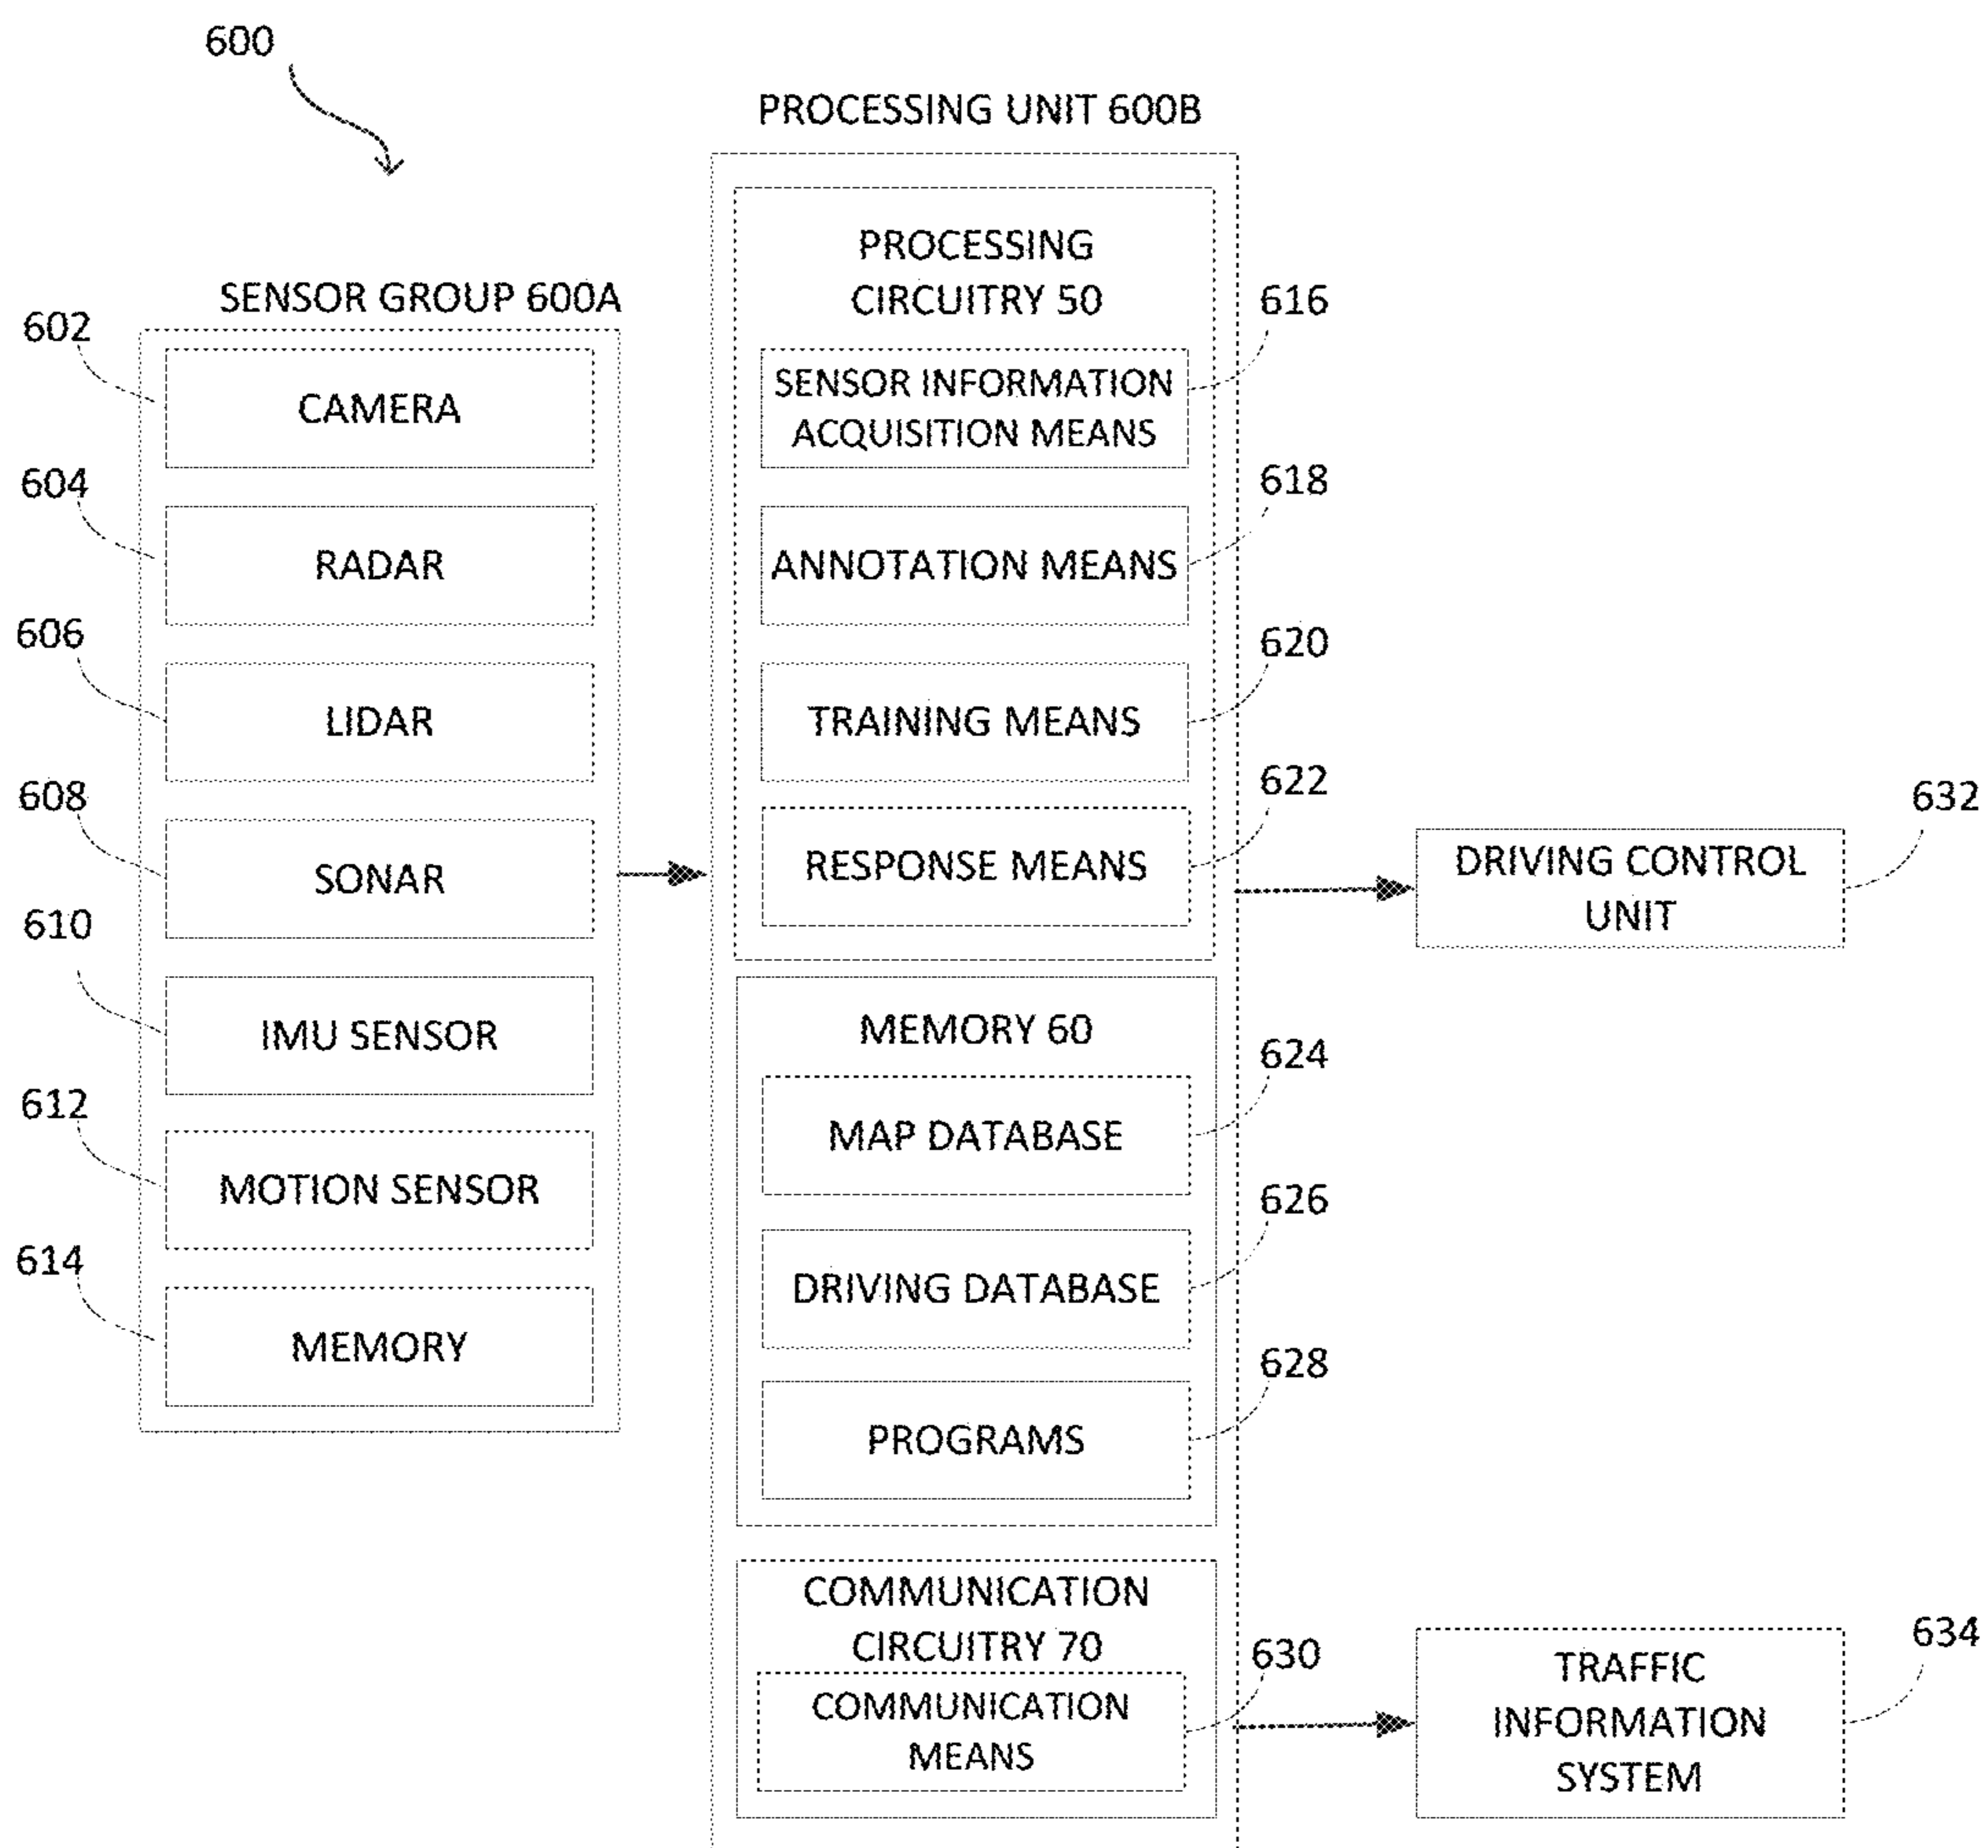 600
SENSOR GROUP 600A
602
CAMERA
604
RADAR
606
LIDAR
608
SONAR
610
IMU SENSOR
612
MOTION SENSOR
614
MEMORY
PROCESSING UNIT 600B
PROCESSING
CIRCUITRY 50
616
SENSOR INFORMATION
ACQUISITION MEANS
618
ANNOTATION MEANS
620
TRAINING MEANS
622
RESPONSE MEANS
MEMORY 60
624
MAP DATABASE
626
DRIVING DATABASE
628
PROGRAMS
COMMUNICATION
CIRCUITRY 70
630
COMMUNICATION
MEANS
632
DRIVING CONTROL
UNIT
634
TRAFFIC
INFORMATION
SYSTEM